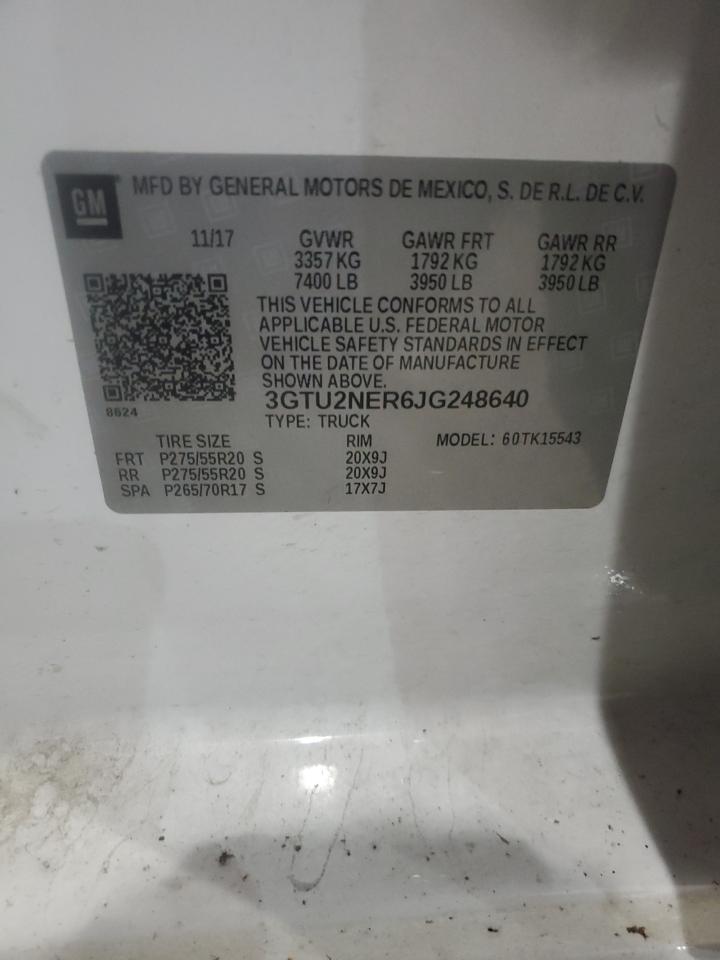 GM MFD BY GENERAL MOTORS DE MEXICO, S. DE R.L. DE C.V.
11/17 GVWR GAWR FRT GAWR RR
3357 KG 1792 KG 1792 KG
7400 LB 3950 LB 3950 LB
THIS VEHICLE CONFORMS TO ALL
APPLICABLE U.S. FEDERAL MOTOR
VEHICLE SAFETY STANDARDS IN EFFECT
ON THE DATE OF MANUFACTURE
SHOWN ABOVE.
3GTU2NER6JG248640
8624
TYPE: TRUCK
TIRE SIZE RIM MODEL: 60TK15543
FRT P275/55R20 S 20X9J
RR P275/55R20 S 20X9J
SPA P265/70R17 S 17X7J